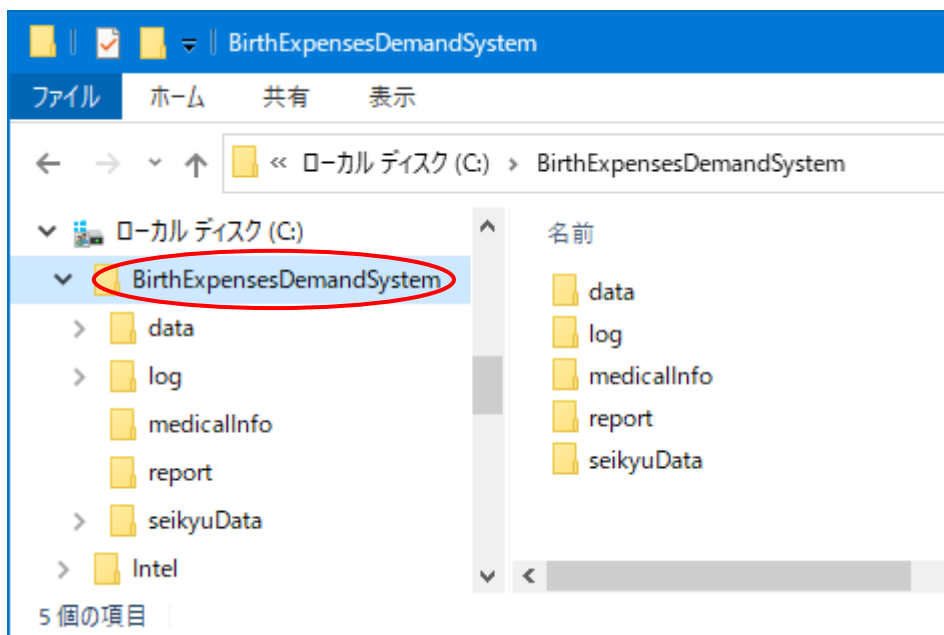 BirthExpensesDemandSystem
ファイル ホーム 共有 表示
« ローカル ディスク (C:) › BirthExpensesDemandSystem
ローカル ディスク (C:)
BirthExpensesDemandSystem
data
log
medicalInfo
report
seikyuData
Intel
名前
data
log
medicalInfo
report
seikyuData
5 個の項目